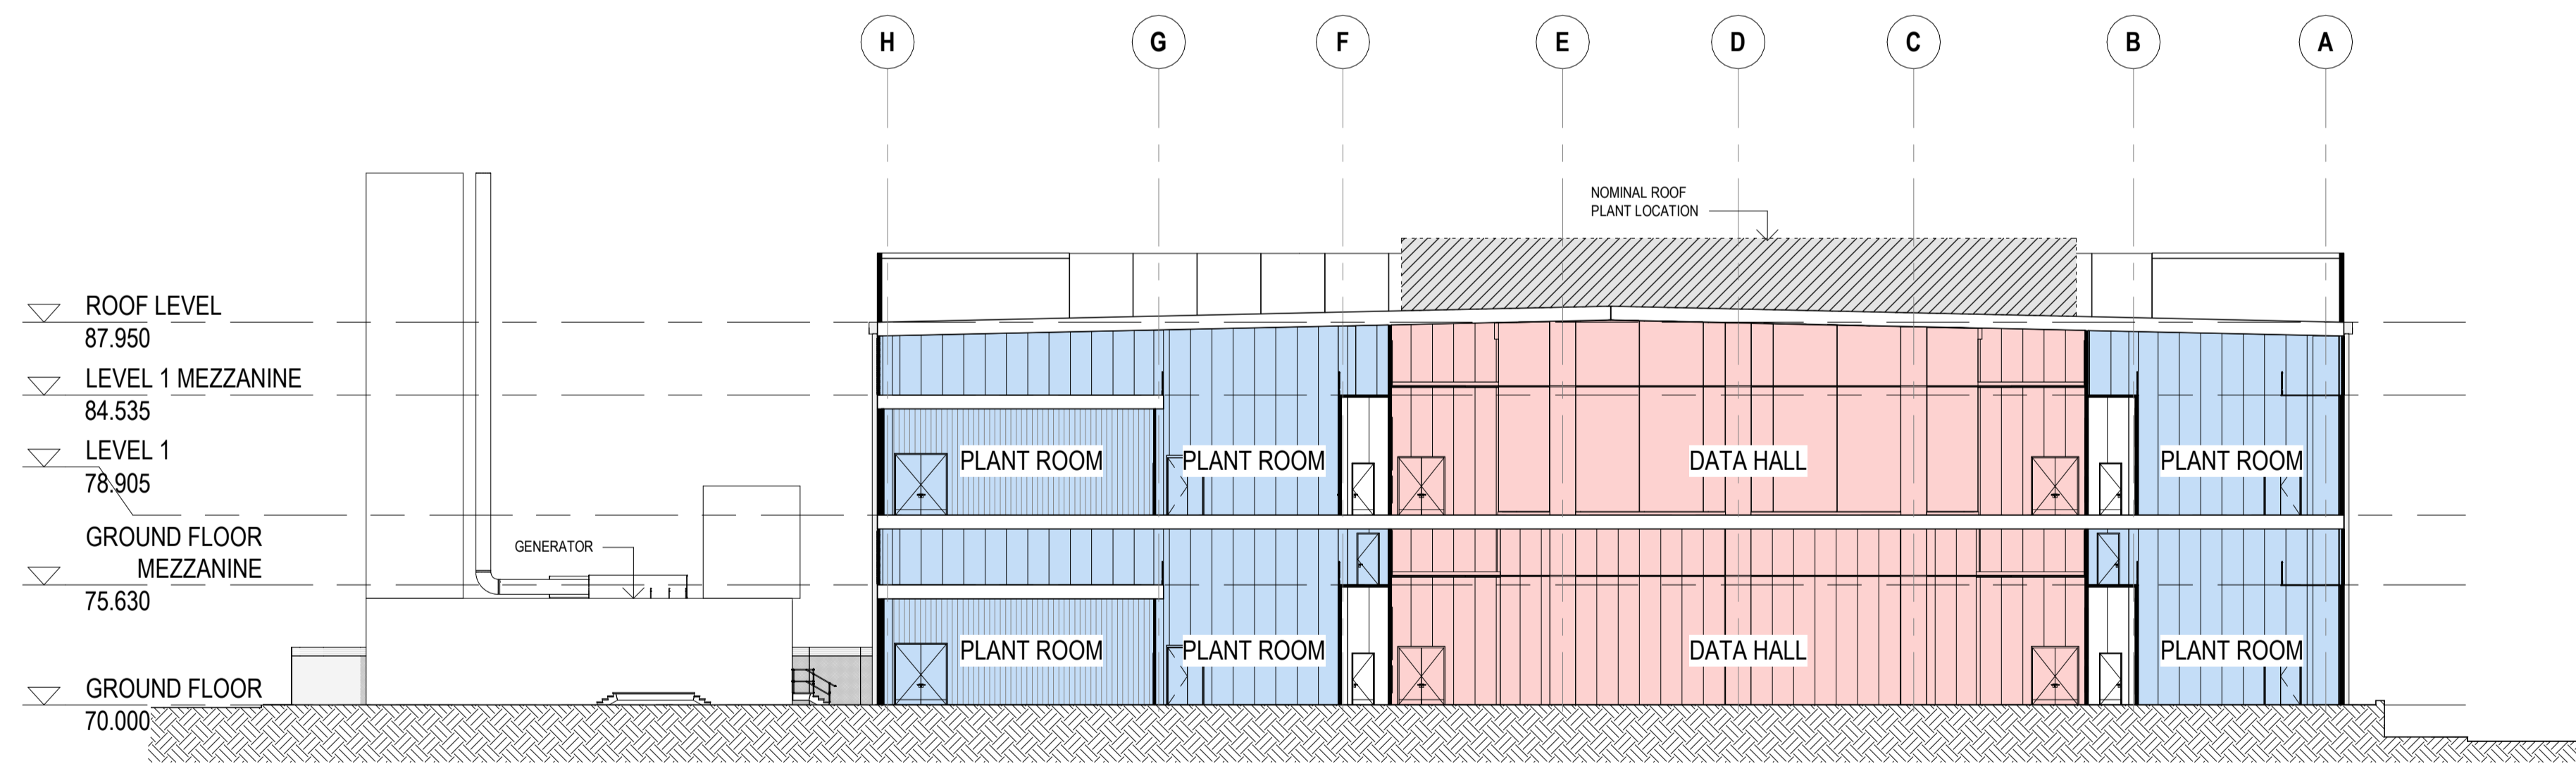 H G F E D C B A
NOMINAL ROOF
PLANT LOCATION
ROOF LEVEL
87.950
LEVEL 1 MEZZANINE
84.535
LEVEL 1
78.905
PLANT ROOM PLANT ROOM DATA HALL PLANT ROOM
GROUND FLOOR
MEZZANINE
75.630
GENERATOR
PLANT ROOM PLANT ROOM DATA HALL PLANT ROOM
GROUND FLOOR
70.000